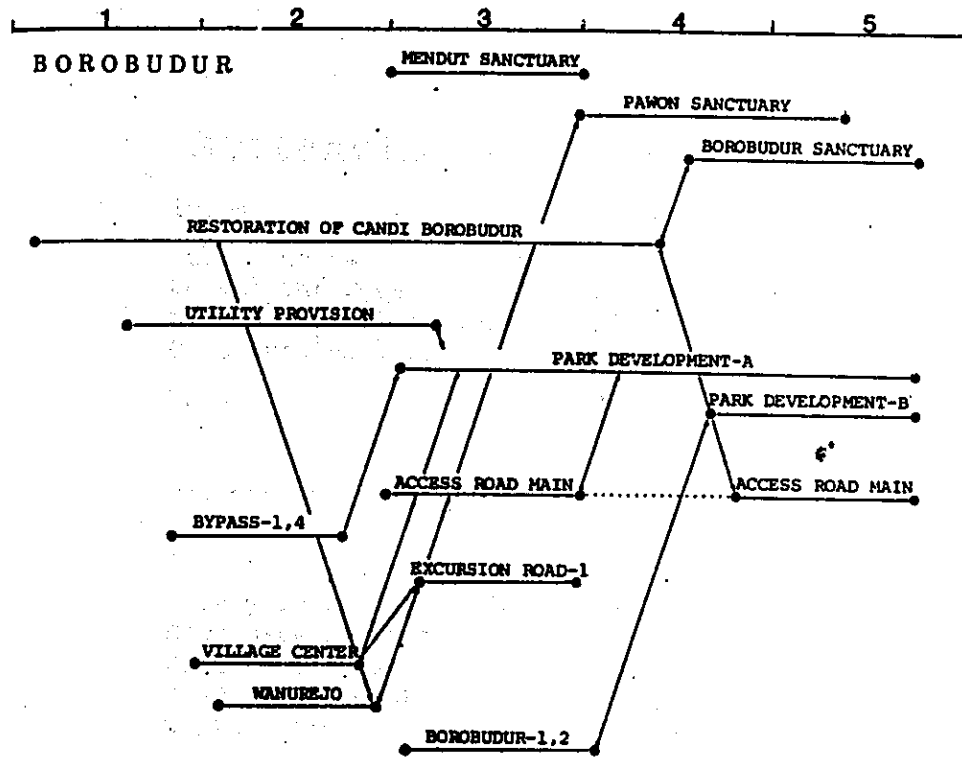 1 2 3 4 5
BOROBUDUR
MENDUT SANCTUARY
PAWON SANCTUARY
BOROBUDUR SANCTUARY
RESTORATION OF CANDI BOROBUDUR
UTILITY PROVISION
PARK DEVELOPMENT-A
PARK DEVELOPMENT-B
ACCESS ROAD MAIN
ACCESS ROAD MAIN
BYPASS-1,4
EXCURSION ROAD-1
VILLAGE CENTER
WANUREJO
BOROBUDUR-1,2